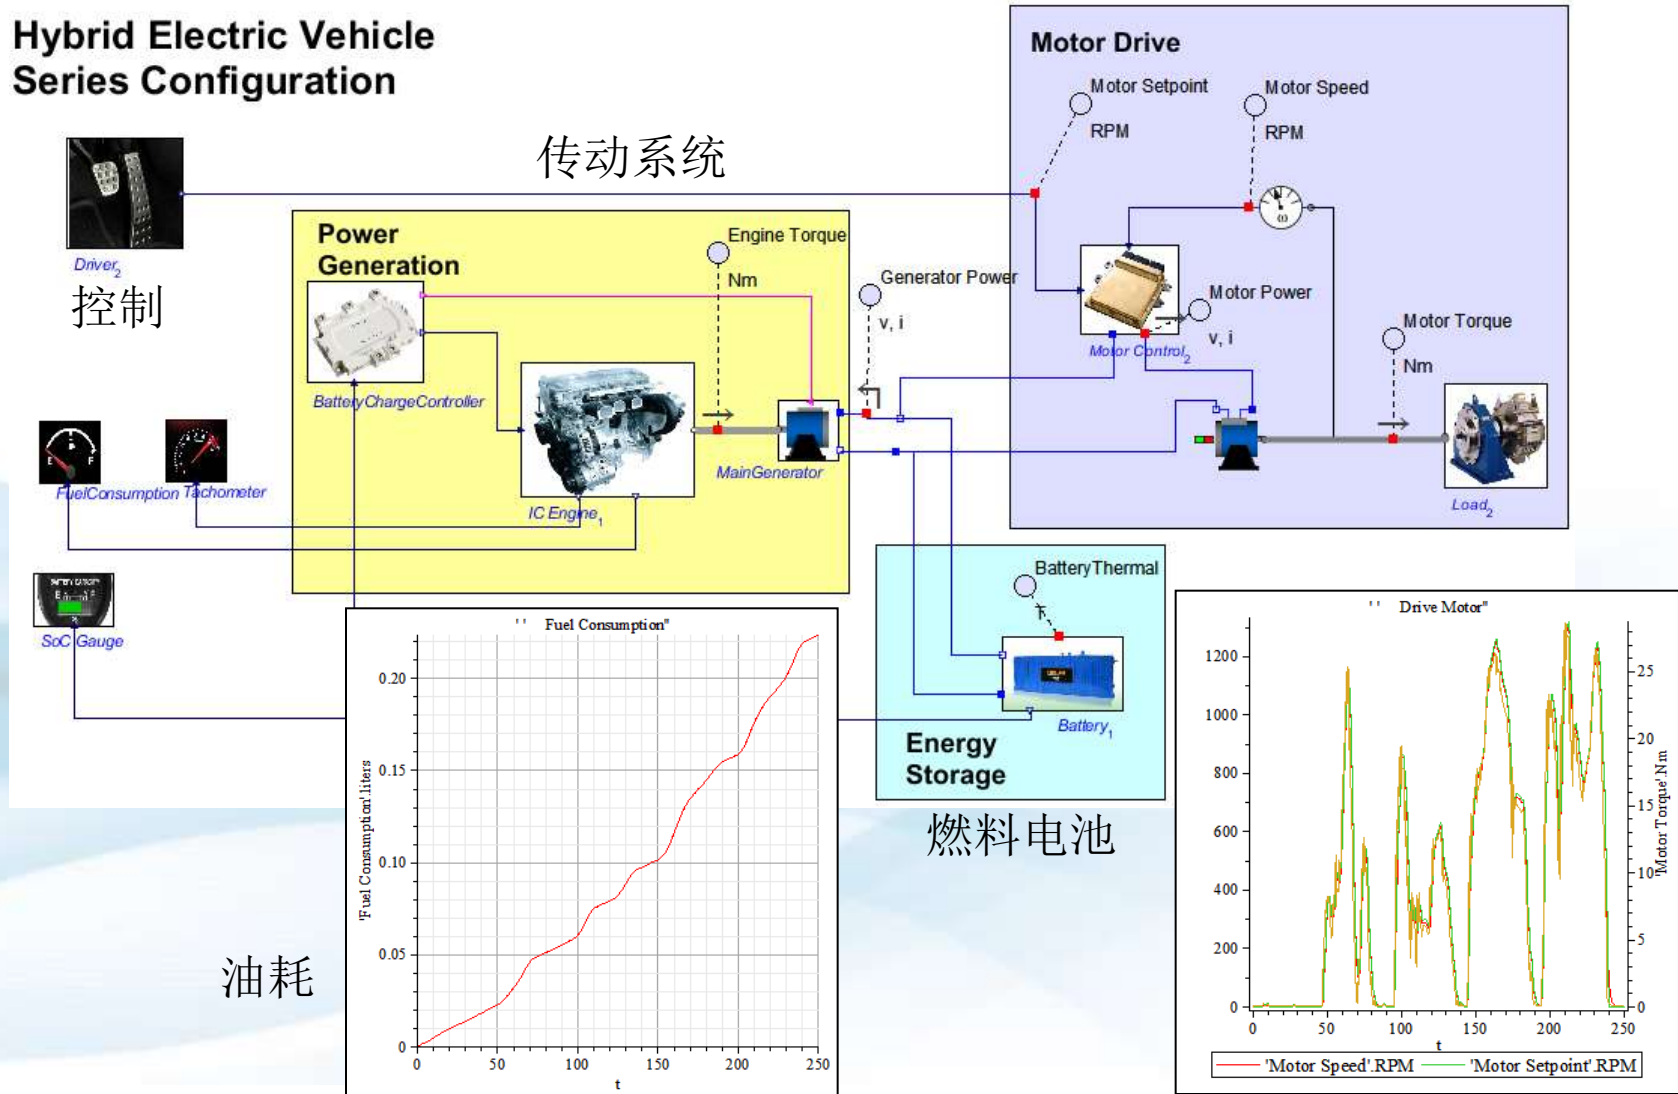 Hybrid Electric Vehicle
Series Configuration
Motor Drive
Motor Setpoint
RPM
Motor Speed
RPM
传动系统
Driver2
控制
Power
Generation
Engine Torque
Nm
Generator Power
v, i
ω
Motor Power
v, i
Motor Control2
Motor Torque
Nm
BatteryChargeController
MainGenerator
IC Engine1
Load2
E F
FuelConsumption
Tachometer
BATTERY CAPACITY
E F
SoC Gauge
BatteryThermal
Battery1
Energy
Storage
燃料电池
油耗
'' Fuel Consumption"
'Fuel Consumption'.liters
0.20
0.15
0.10
0.05
0
0 50 100 150 200 250
t
'' Drive Motor"
1200
1000
800
600
400
200
0
25
20
15
10
5
0
'Motor Torque'.Nm
0 50 100 150 200 250
t
'Motor Speed'.RPM
'Motor Setpoint'.RPM